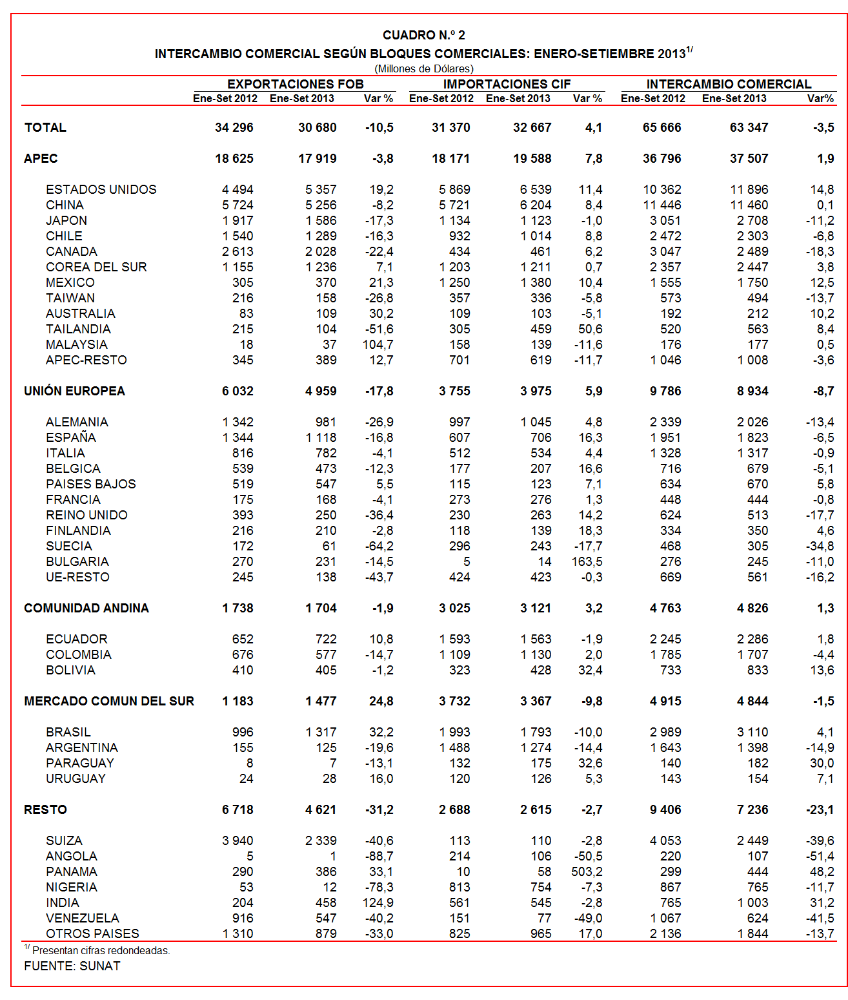 CUADRO N.º 2
INTERCAMBIO COMERCIAL SEGÚN BLOQUES COMERCIALES: ENERO-SETIEMBRE 2013 1/
(Millones de Dólares)
EXPORTACIONES FOB IMPORTACIONES CIF INTERCAMBIO COMERCIAL
Ene-Set 2012 Ene-Set 2013 Var % Ene-Set 2012 Ene-Set 2013 Var % Ene-Set 2012 Ene-Set 2013 Var%
TOTAL 34 296 30 680 -10,5 31 370 32 667 4,1 65 666 63 347 -3,5
APEC 18 625 17 919 -3,8 18 171 19 588 7,8 36 796 37 507 1,9
ESTADOS UNIDOS 4 494 5 357 19,2 5 869 6 539 11,4 10 362 11 896 14,8
CHINA 5 724 5 256 -8,2 5 721 6 204 8,4 11 446 11 460 0,1
JAPON 1 917 1 586 -17,3 1 134 1 123 -1,0 3 051 2 708 -11,2
CHILE 1 540 1 289 -16,3 932 1 014 8,8 2 472 2 303 -6,8
CANADA 2 613 2 028 -22,4 434 461 6,2 3 047 2 489 -18,3
COREA DEL SUR 1 155 1 236 7,1 1 203 1 211 0,7 2 357 2 447 3,8
MEXICO 305 370 21,3 1 250 1 380 10,4 1 555 1 750 12,5
TAIWAN 216 158 -26,8 357 336 -5,8 573 494 -13,7
AUSTRALIA 83 109 30,2 109 103 -5,1 192 212 10,2
TAILANDIA 215 104 -51,6 305 459 50,6 520 563 8,4
MALAYSIA 18 37 104,7 158 139 -11,6 176 177 0,5
APEC-RESTO 345 389 12,7 701 619 -11,7 1 046 1 008 -3,6
UNIÓN EUROPEA 6 032 4 959 -17,8 3 755 3 975 5,9 9 786 8 934 -8,7
ALEMANIA 1 342 981 -26,9 997 1 045 4,8 2 339 2 026 -13,4
ESPAÑA 1 344 1 118 -16,8 607 706 16,3 1 951 1 823 -6,5
ITALIA 816 782 -4,1 512 534 4,4 1 328 1 317 -0,9
BELGICA 539 473 -12,3 177 207 16,6 716 679 -5,1
PAISES BAJOS 519 547 5,5 115 123 7,1 634 670 5,8
FRANCIA 175 168 -4,1 273 276 1,3 448 444 -0,8
REINO UNIDO 393 250 -36,4 230 263 14,2 624 513 -17,7
FINLANDIA 216 210 -2,8 118 139 18,3 334 350 4,6
SUECIA 172 61 -64,2 296 243 -17,7 468 305 -34,8
BULGARIA 270 231 -14,5 5 14 163,5 276 245 -11,0
UE-RESTO 245 138 -43,7 424 423 -0,3 669 561 -16,2
COMUNIDAD ANDINA 1 738 1 704 -1,9 3 025 3 121 3,2 4 763 4 826 1,3
ECUADOR 652 722 10,8 1 593 1 563 -1,9 2 245 2 286 1,8
COLOMBIA 676 577 -14,7 1 109 1 130 2,0 1 785 1 707 -4,4
BOLIVIA 410 405 -1,2 323 428 32,4 733 833 13,6
MERCADO COMUN DEL SUR 1 183 1 477 24,8 3 732 3 367 -9,8 4 915 4 844 -1,5
BRASIL 996 1 317 32,2 1 993 1 793 -10,0 2 989 3 110 4,1
ARGENTINA 155 125 -19,6 1 488 1 274 -14,4 1 643 1 398 -14,9
PARAGUAY 8 7 -13,1 132 175 32,6 140 182 30,0
URUGUAY 24 28 16,0 120 126 5,3 143 154 7,1
RESTO 6 718 4 621 -31,2 2 688 2 615 -2,7 9 406 7 236 -23,1
SUIZA 3 940 2 339 -40,6 113 110 -2,8 4 053 2 449 -39,6
ANGOLA 5 1 -88,7 214 106 -50,5 220 107 -51,4
PANAMA 290 386 33,1 10 58 503,2 299 444 48,2
NIGERIA 53 12 -78,3 813 754 -7,3 867 765 -11,7
INDIA 204 458 124,9 561 545 -2,8 765 1 003 31,2
VENEZUELA 916 547 -40,2 151 77 -49,0 1 067 624 -41,5
OTROS PAISES 1 310 879 -33,0 825 965 17,0 2 136 1 844 -13,7
1/ Presentan cifras redondeadas.
FUENTE: SUNAT